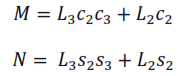 M = L₃c₂c₃ + L₂c₂
N = L₃s₂s₃ + L₂s₂